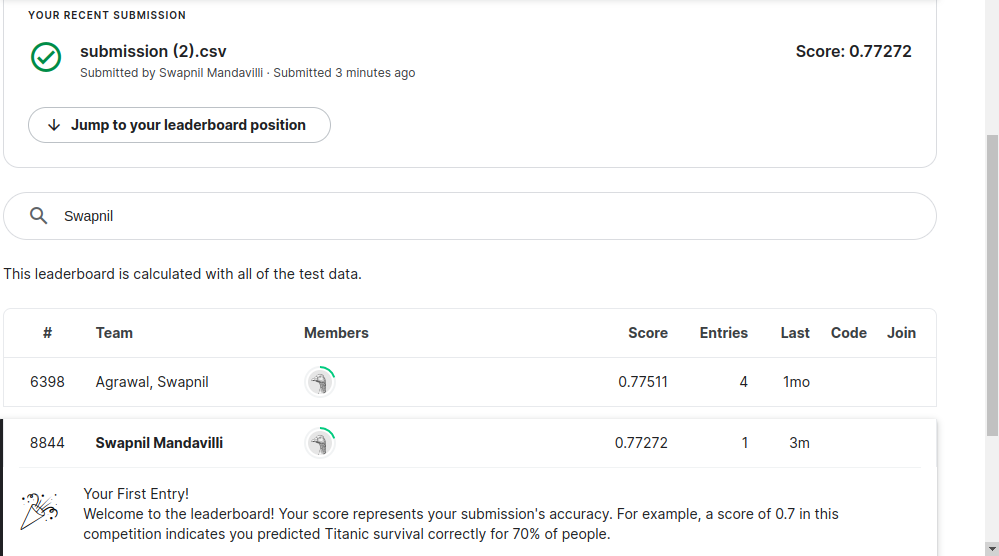 YOUR RECENT SUBMISSION
submission (2).csv
Score: 0.77272
Submitted by Swapnil Mandavilli · Submitted 3 minutes ago
Jump to your leaderboard position
Swapnil
This leaderboard is calculated with all of the test data.
# Team Members Score Entries Last Code Join
6398 Agrawal, Swapnil 0.77511 4 1mo
8844 Swapnil Mandavilli 0.77272 1 3m
Your First Entry!
Welcome to the leaderboard! Your score represents your submission's accuracy. For example, a score of 0.7 in this
competition indicates you predicted Titanic survival correctly for 70% of people.